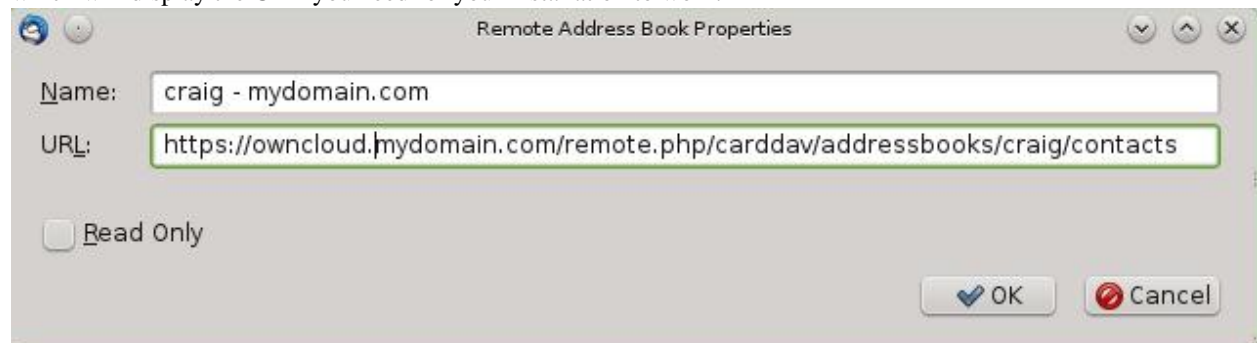 Remote Address Book Properties
Name: craig - mydomain.com
URL: https://owncloud.mydomain.com/remote.php/carddav/addressbooks/craig/contacts
Read Only
OK Cancel